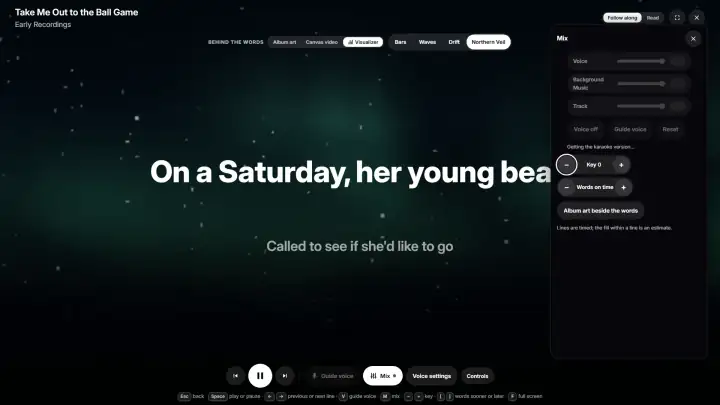 Take Me Out to the Ball Game
Early Recordings
Follow along Read
BEHIND THE WORDS Album art Canvas video Visualizer Bars Waves Drift Northern Veil
Mix
Voice
Background Music
Track
Voice off Guide voice Reset
Getting the karaoke version...
− Key 0 +
− Words on time +
Album art beside the words
Lines are timed; the fill within a line is an estimate.
On a Saturday, her young bea
Called to see if she'd like to go
Guide voice Mix Voice settings Controls
Esc back Space play or pause ← → previous or next line V guide voice M mix − + key [ ] words sooner or later F full screen